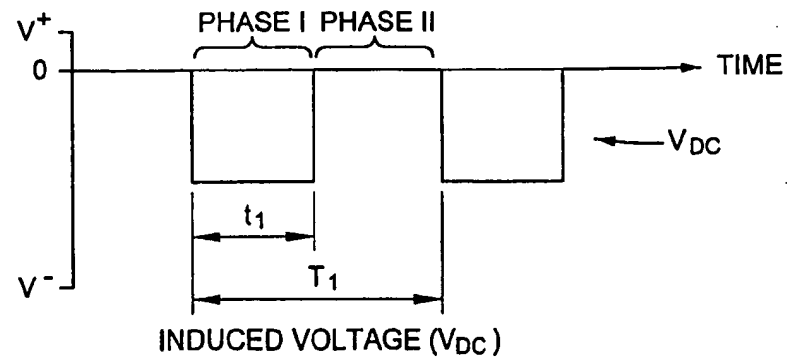 PHASE I PHASE II
V+
0
TIME
VDC
t1
T1
V-
INDUCED VOLTAGE (VDC)